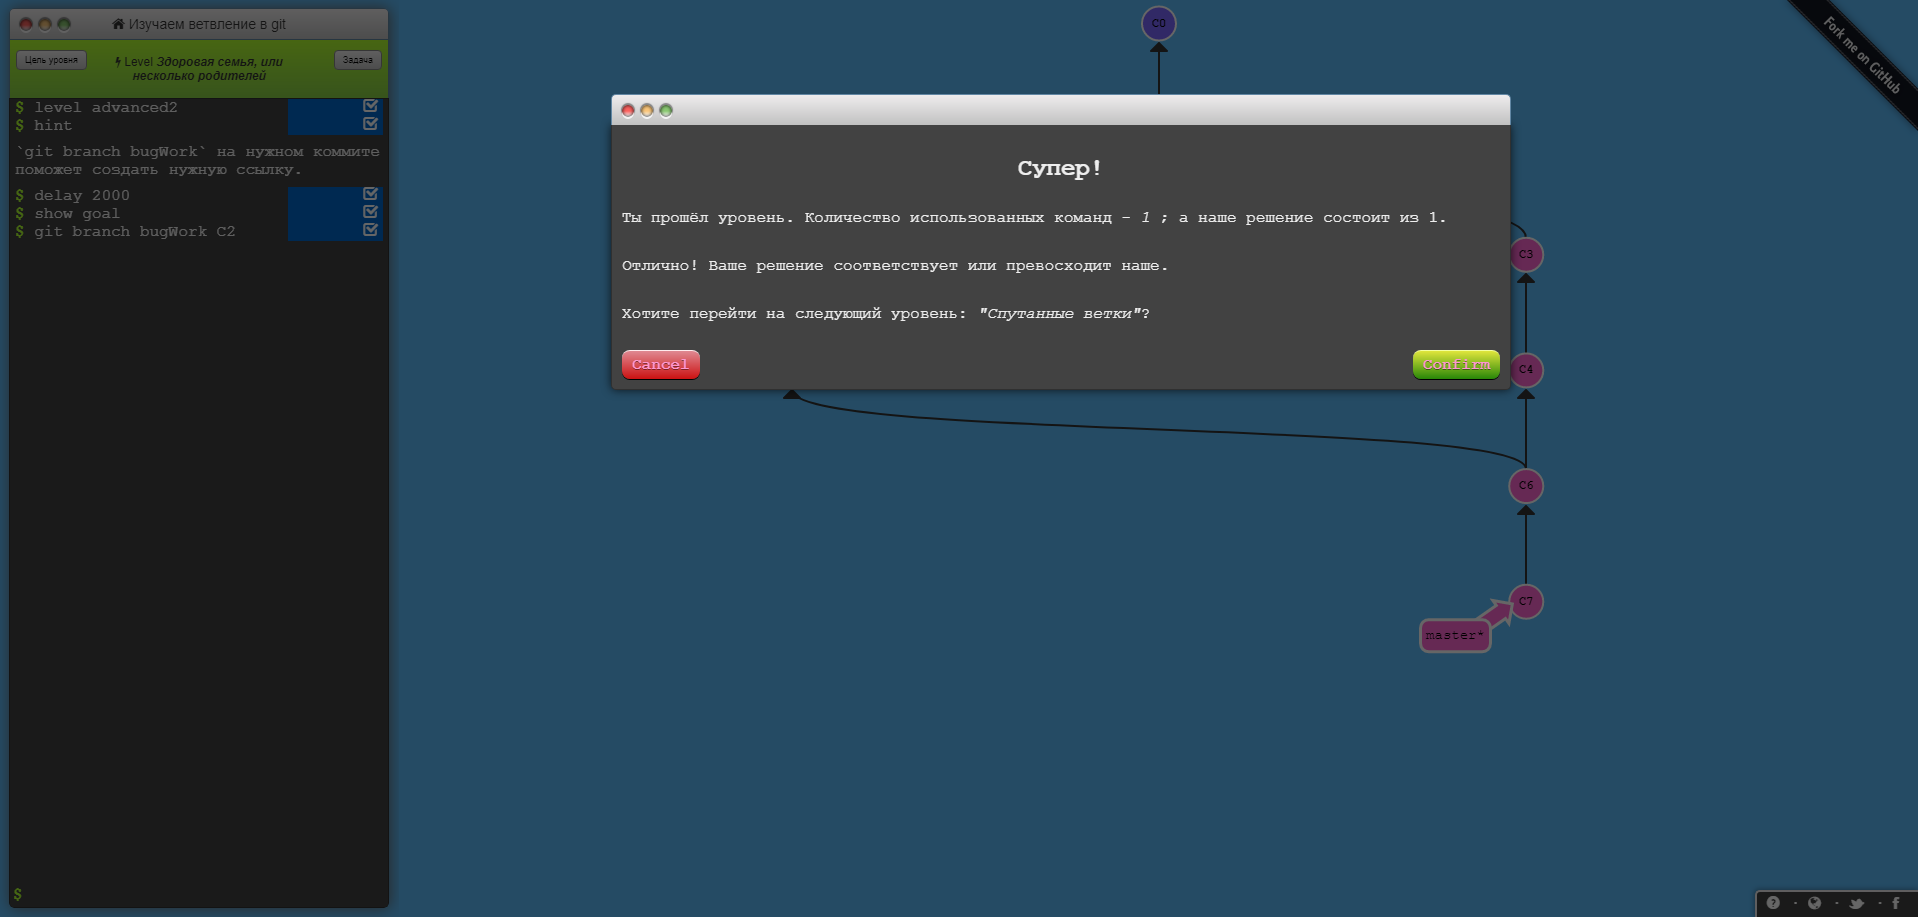 Изучаем ветвление в git
Цель уровня
Level Здоровая семья, или
несколько родителей
Задача
$ level advanced2
$ hint
`git branch bugWork` на нужном коммите
поможет создать нужную ссылку.
$ delay 2000
$ show goal
$ git branch bugWork C2
$
C0
Fork me on GitHub
Супер!
Ты прошёл уровень. Количество использованных команд – 1 ; а наше решение состоит из 1.
Отлично! Ваше решение соответствует или превосходит наше.
Хотите перейти на следующий уровень: "Спутанные ветки"?
Cancel
Confirm
C3
C4
C6
C7
master*